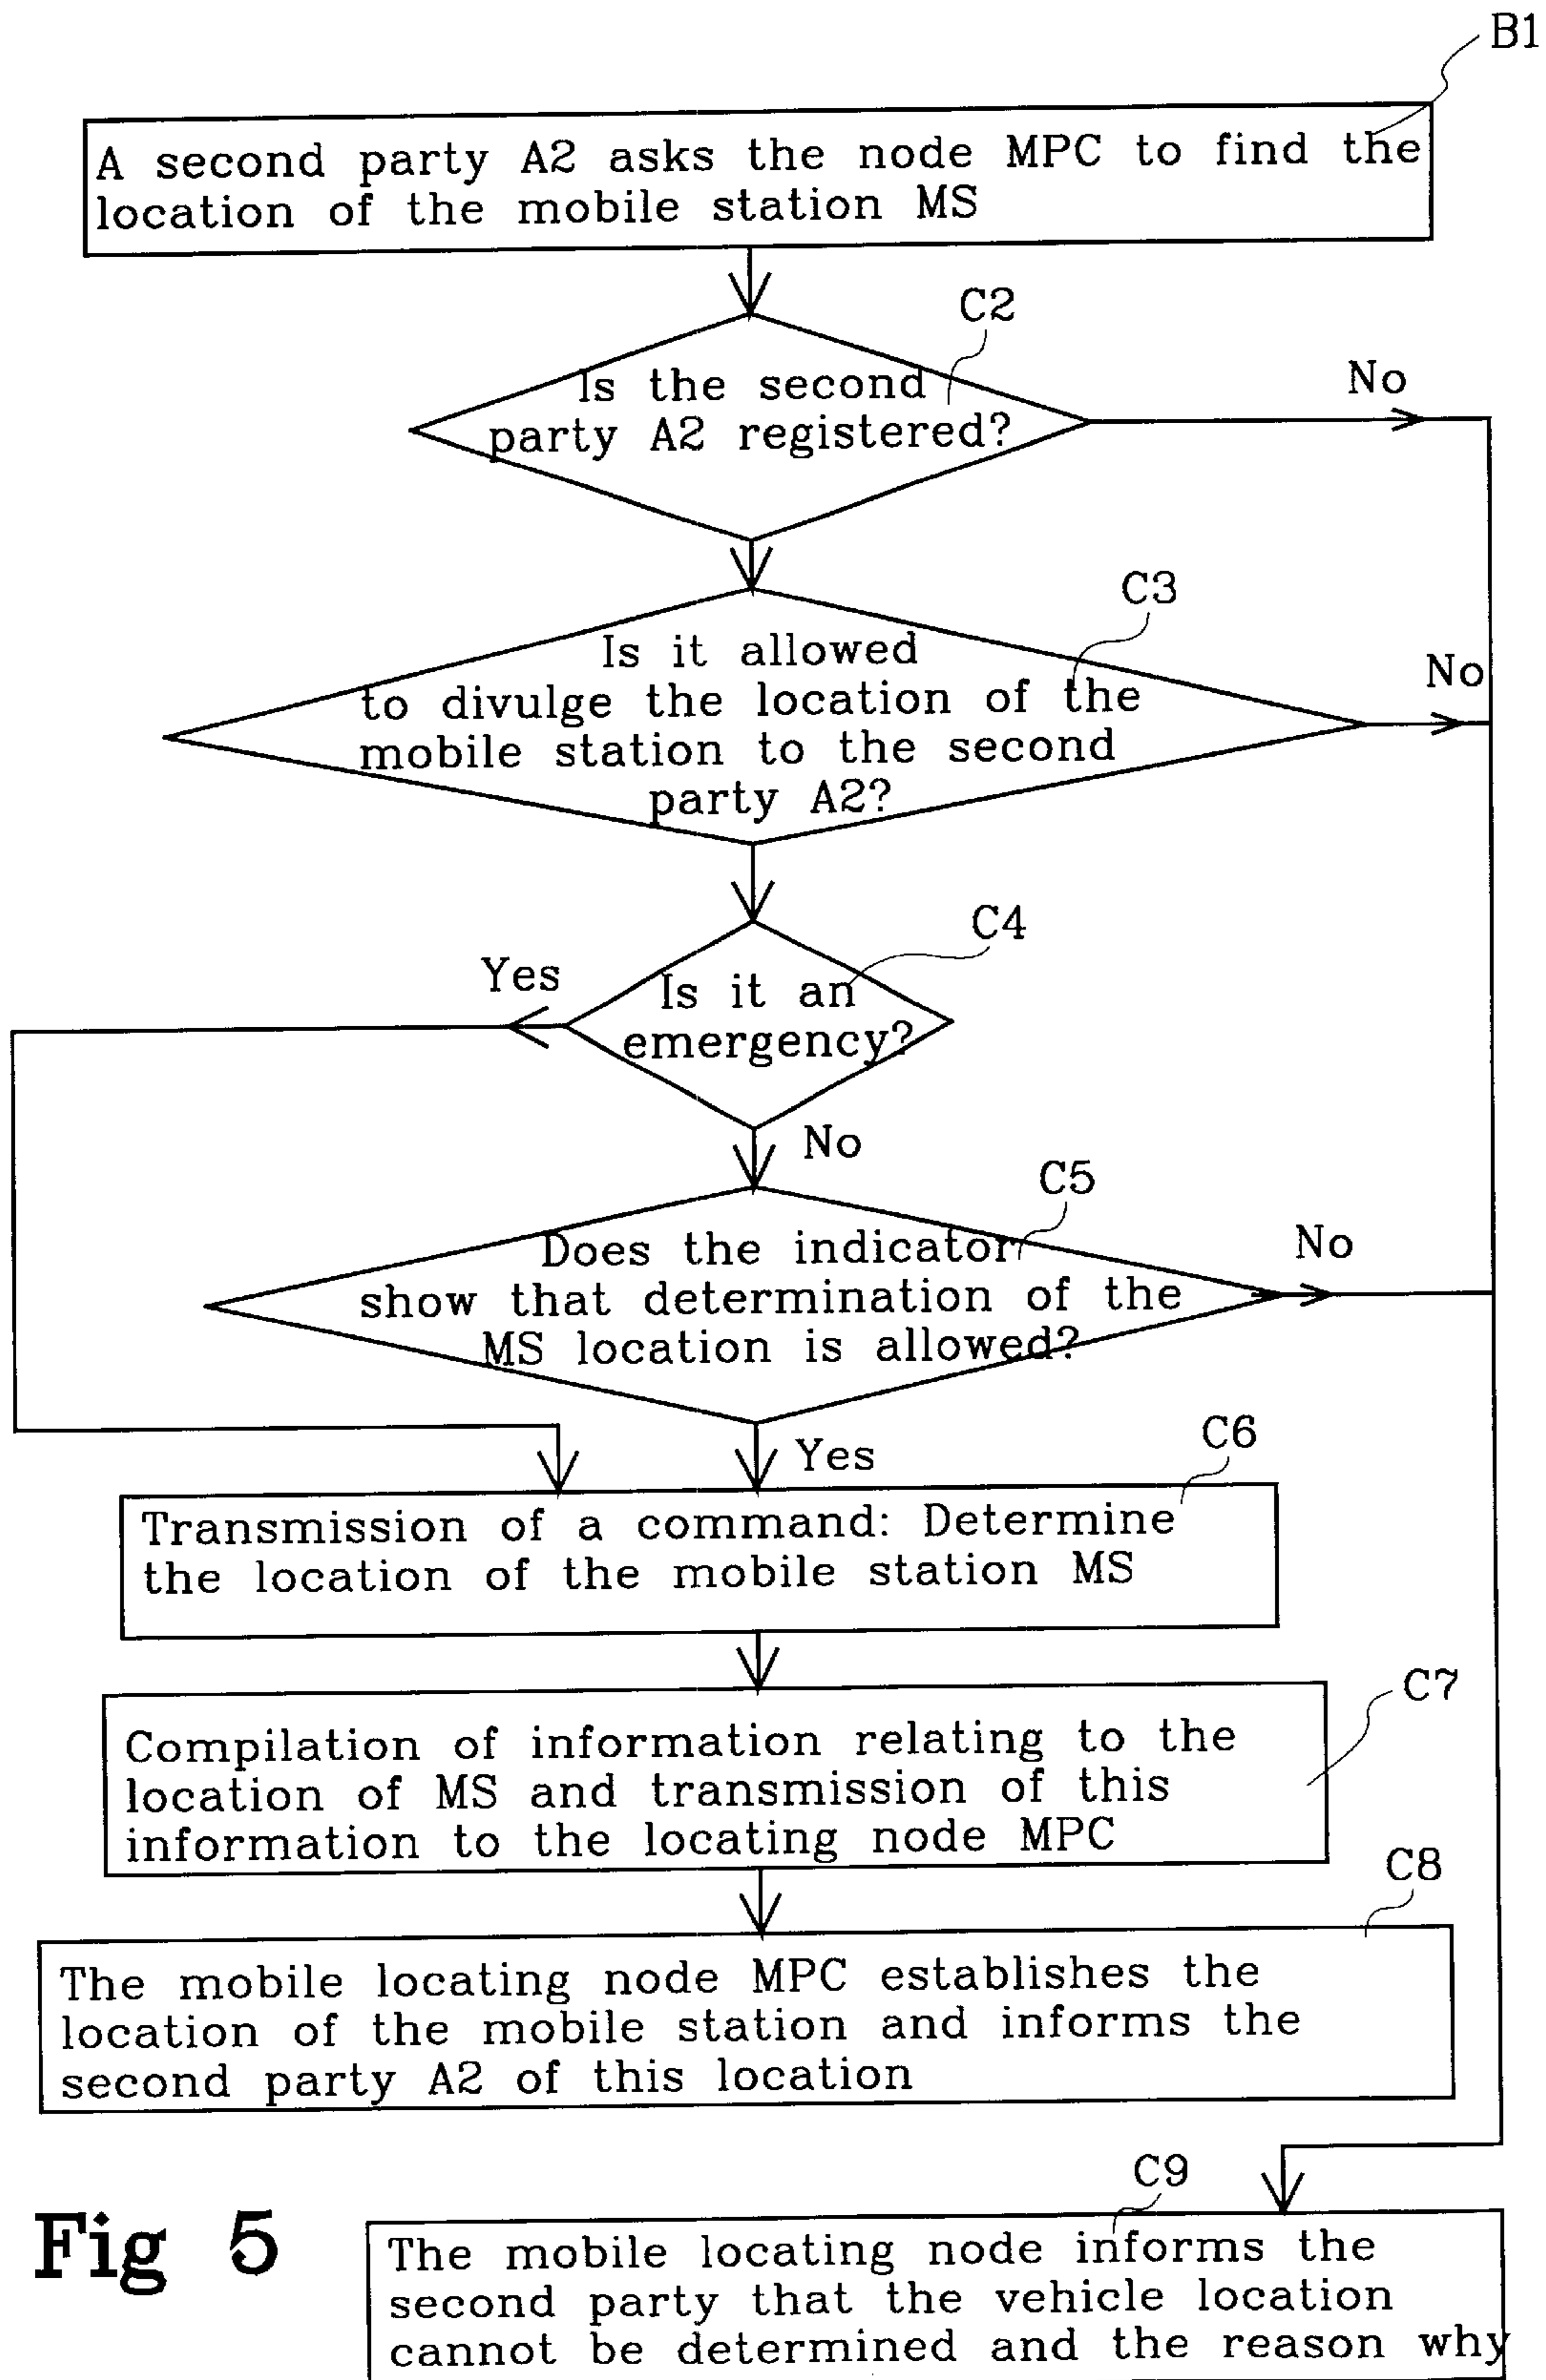 B1
A second party A2 asks the node MPC to find the
location of the mobile station MS
C2
Is the second
party A2 registered?
No
C3
Is it allowed
to divulge the location of the
mobile station to the second
party A2?
No
C4
Yes
Is it an
emergency?
No
C5
Does the indicator
show that determination of the
MS location is allowed?
No
Yes
C6
Transmission of a command: Determine
the location of the mobile station MS
C7
Compilation of information relating to the
location of MS and transmission of this
information to the locating node MPC
C8
The mobile locating node MPC establishes the
location of the mobile station and informs the
second party A2 of this location
C9
Fig 5
The mobile locating node informs the
second party that the vehicle location
cannot be determined and the reason why